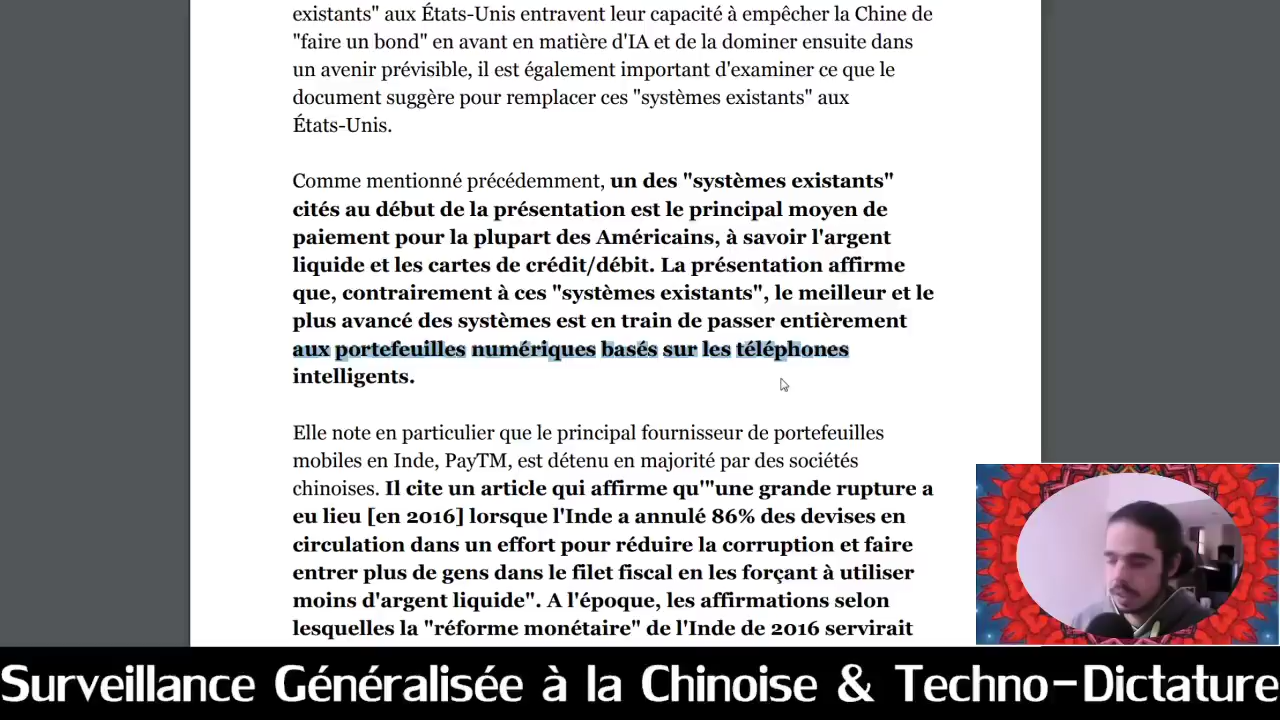 existants" aux États-Unis entravent leur capacité à empêcher la Chine de
"faire un bond" en avant en matière d'IA et de la dominer ensuite dans
un avenir prévisible, il est également important d'examiner ce que le
document suggère pour remplacer ces "systèmes existants" aux
États-Unis.
Comme mentionné précédemment, un des "systèmes existants"
cités au début de la présentation est le principal moyen de
paiement pour la plupart des Américains, à savoir l'argent
liquide et les cartes de crédit/débit. La présentation affirme
que, contrairement à ces "systèmes existants", le meilleur et le
plus avancé des systèmes est en train de passer entièrement
aux portefeuilles numériques basés sur les téléphones
intelligents.
Elle note en particulier que le principal fournisseur de portefeuilles
mobiles en Inde, PayTM, est détenu en majorité par des sociétés
chinoises. Il cite un article qui affirme qu'"une grande rupture a
eu lieu [en 2016] lorsque l'Inde a annulé 86% des devises en
circulation dans un effort pour réduire la corruption et faire
entrer plus de gens dans le filet fiscal en les forçant à utiliser
moins d'argent liquide". A l'époque, les affirmations selon
lesquelles la "réforme monétaire" de l'Inde de 2016 servirait
Surveillance Généralisée à la Chinoise & Techno-Dictature